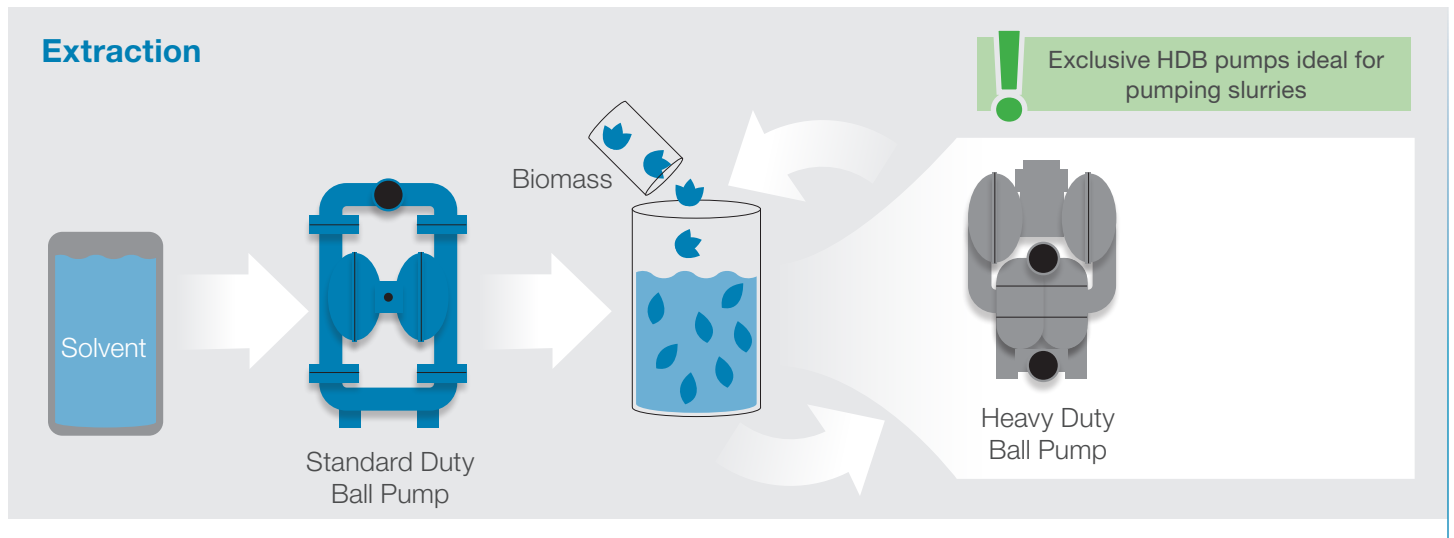 Extraction
Exclusive HDB pumps ideal for
pumping slurries
Biomass
Solvent
Standard Duty
Ball Pump
Heavy Duty
Ball Pump